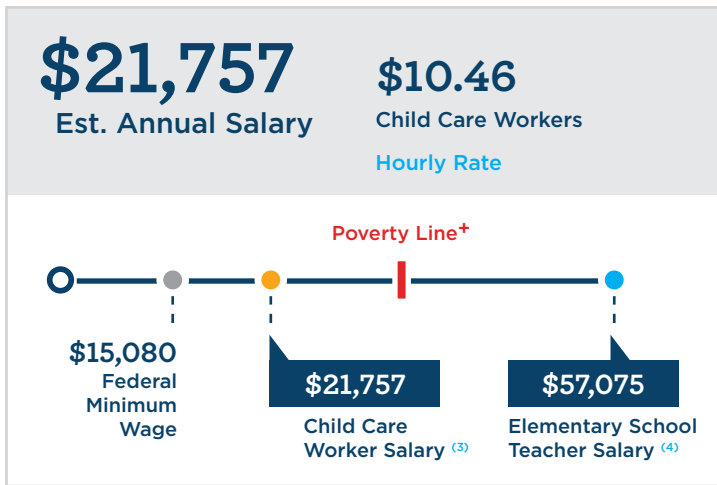 $21,757
Est. Annual Salary
$10.46
Child Care Workers
Hourly Rate
Poverty Line+
$15,080
Federal
Minimum
Wage
$21,757
Child Care
Worker Salary (3)
$57,075
Elementary School
Teacher Salary (4)